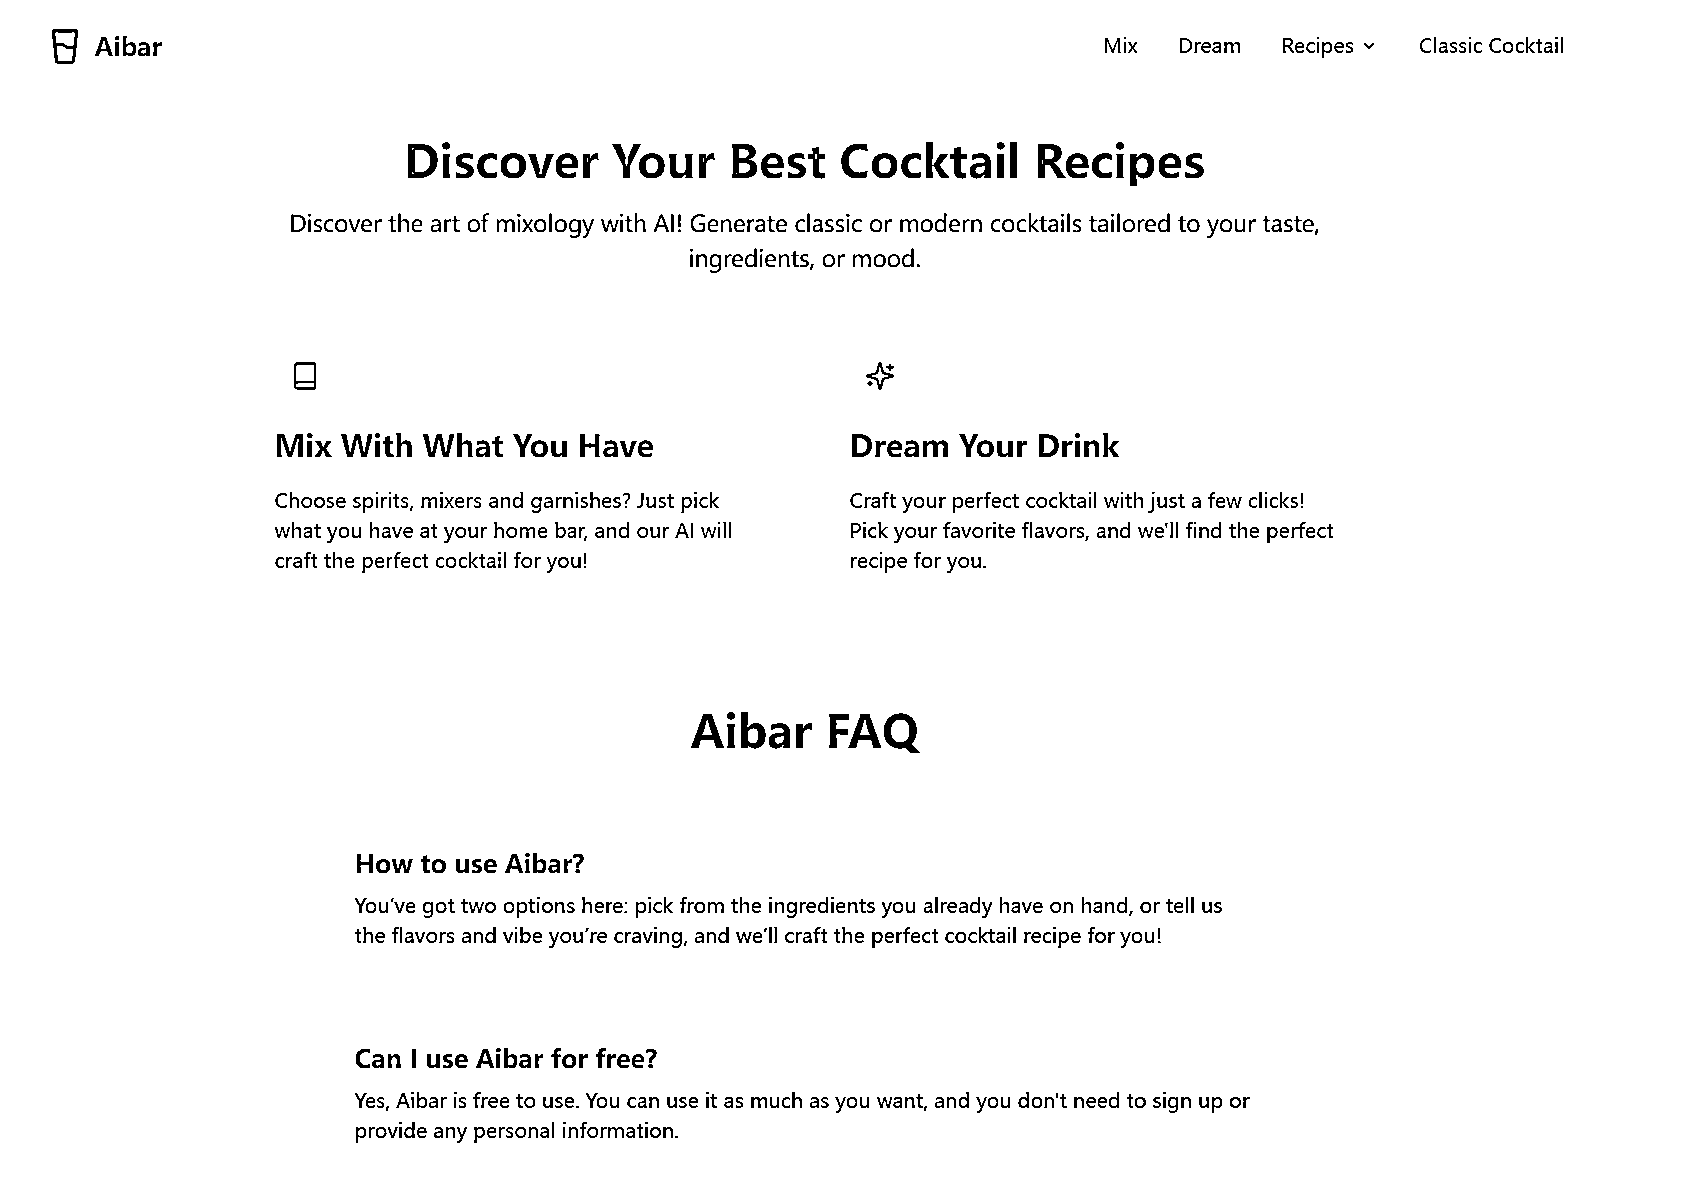 Aibar
Mix
Dream
Recipes
Classic Cocktail
Discover Your Best Cocktail Recipes
Discover the art of mixology with AI! Generate classic or modern cocktails tailored to your taste,
ingredients, or mood.
Mix With What You Have
Choose spirits, mixers and garnishes? Just pick
what you have at your home bar, and our AI will
craft the perfect cocktail for you!
Dream Your Drink
Craft your perfect cocktail with just a few clicks!
Pick your favorite flavors, and we'll find the perfect
recipe for you.
Aibar FAQ
How to use Aibar?
You’ve got two options here: pick from the ingredients you already have on hand, or tell us
the flavors and vibe you’re craving, and we’ll craft the perfect cocktail recipe for you!
Can I use Aibar for free?
Yes, Aibar is free to use. You can use it as much as you want, and you don't need to sign up or
provide any personal information.